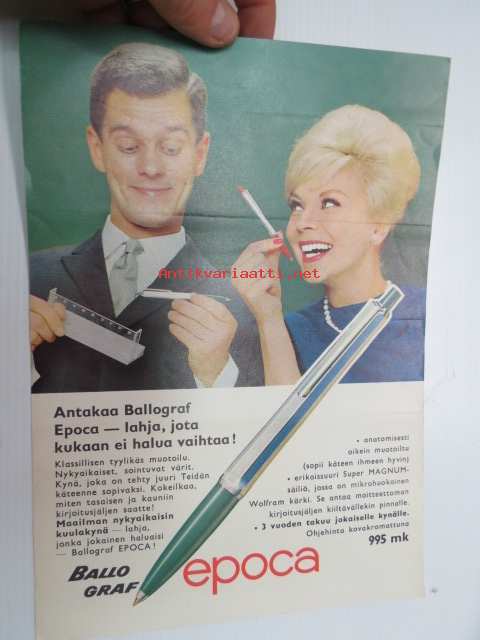 Antikvariaatti.net
Antakaa Ballograf
Epoca — lahja, jota
kukaan ei halua vaihtaa!
Klassillisen tyylikäs muotoilu.
Nykyaikaiset, sointuvat värit.
Kynä, joka on tehty juuri Teidän
käteenne sopivaksi. Kokeilkaa,
miten tasaisen ja kauniin
kirjoitusjäljen saatte!
Maailman nykyaikaisin
kuulakynä — lahja,
jonka jokainen haluaisi
— Ballograf EPOCA!
• anatomisesti
oikein muotoiltu
(sopii käteen ihmeen hyvin)
• erikoissuuri Super MAGNUM-
säiliö, jossa on mikrohuokoinen
Wolfram kärki. Se antaa moitteettoman
kirjoitusjäljen kiiltävällekin pinnalle.
• 3 vuoden takuu jokaiselle kynälle.
Ohjehinta kovakromattuna
995 mk
BALLO
GRAF
epoca